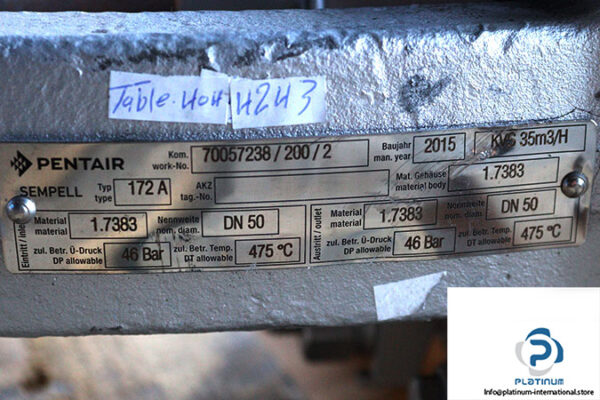 Table. H2H3
PENTAIR
SEMPELL
Kom. work-No. 70057238 / 200 / 2
Baujahr man. year 2015
KVS 35m3/H
Typ type 172 A
AKZ tag.-No.
Mat. Gehäuse material body 1.7383
Eintritt / inlet
Material material 1.7383
Nennweite nom. diam. DN 50
zul. Betr. Ü-Druck DP allowable 46 Bar
zul. Betr. Temp. DT allowable 475 °C
Austritt / outlet
Material material 1.7383
Nennweite nom. diam. DN 50
zul. Betr. Ü-Druck DP allowable 46 Bar
zul. Betr. Temp. DT allowable 475 °C
PLATINUM
info@platinum-international.store